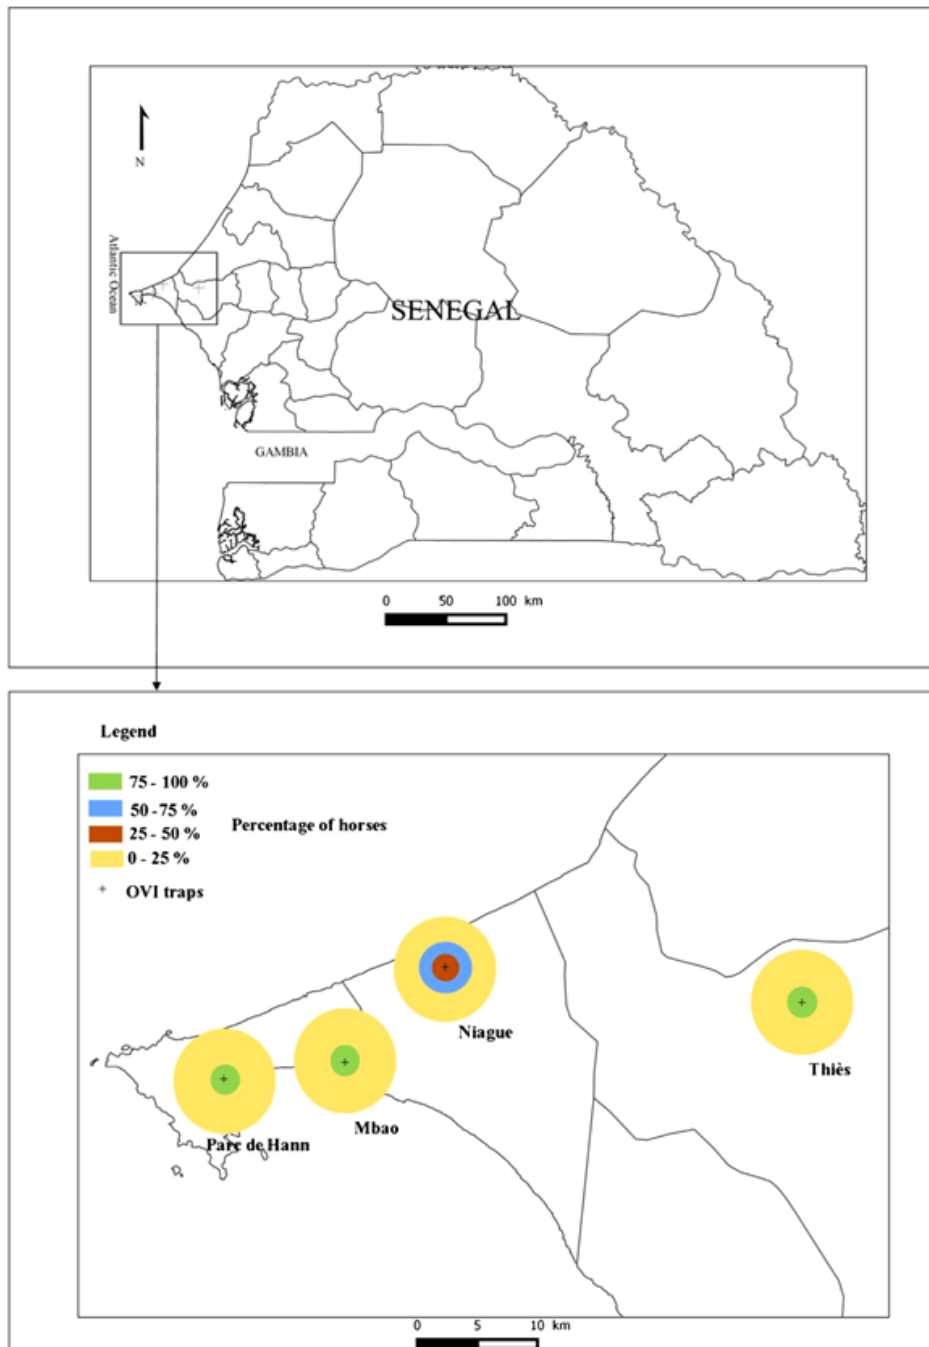 N
Atlantic Ocean
SENEGAL
GAMBIA
0 50 100 km
Legend
75 - 100 %
50 -75 %
25 - 50 %
0 - 25 %
Percentage of horses
OVI traps
Niague
Thiès
Mbao
Parc de Hann
0 5 10 km